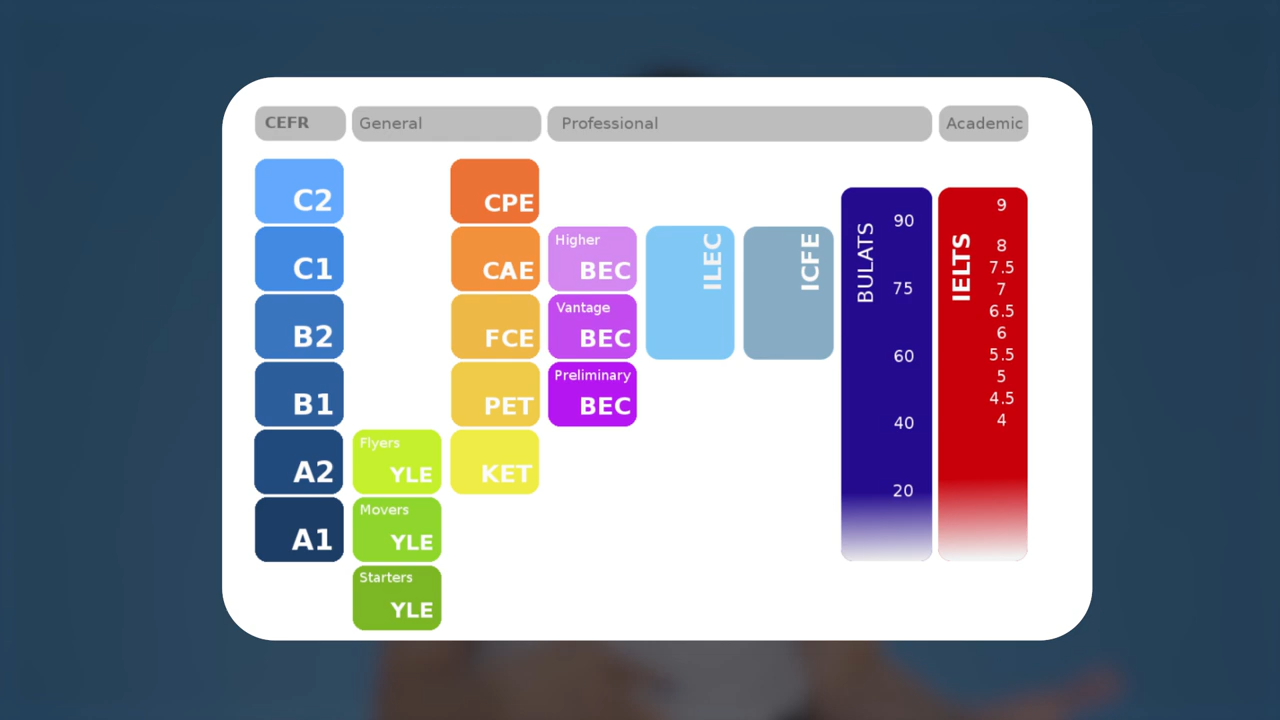 CEFR General Professional Academic
C2
C1
B2
B1
A2
A1
Flyers
YLE
Movers
YLE
Starters
YLE
CPE
CAE
FCE
PET
KET
Higher
BEC
Vantage
BEC
Preliminary
BEC
ILEC
ICFE
BULATS
90
75
60
40
20
IELTS
9
8
7.5
7
6.5
6
5.5
5
4.5
4